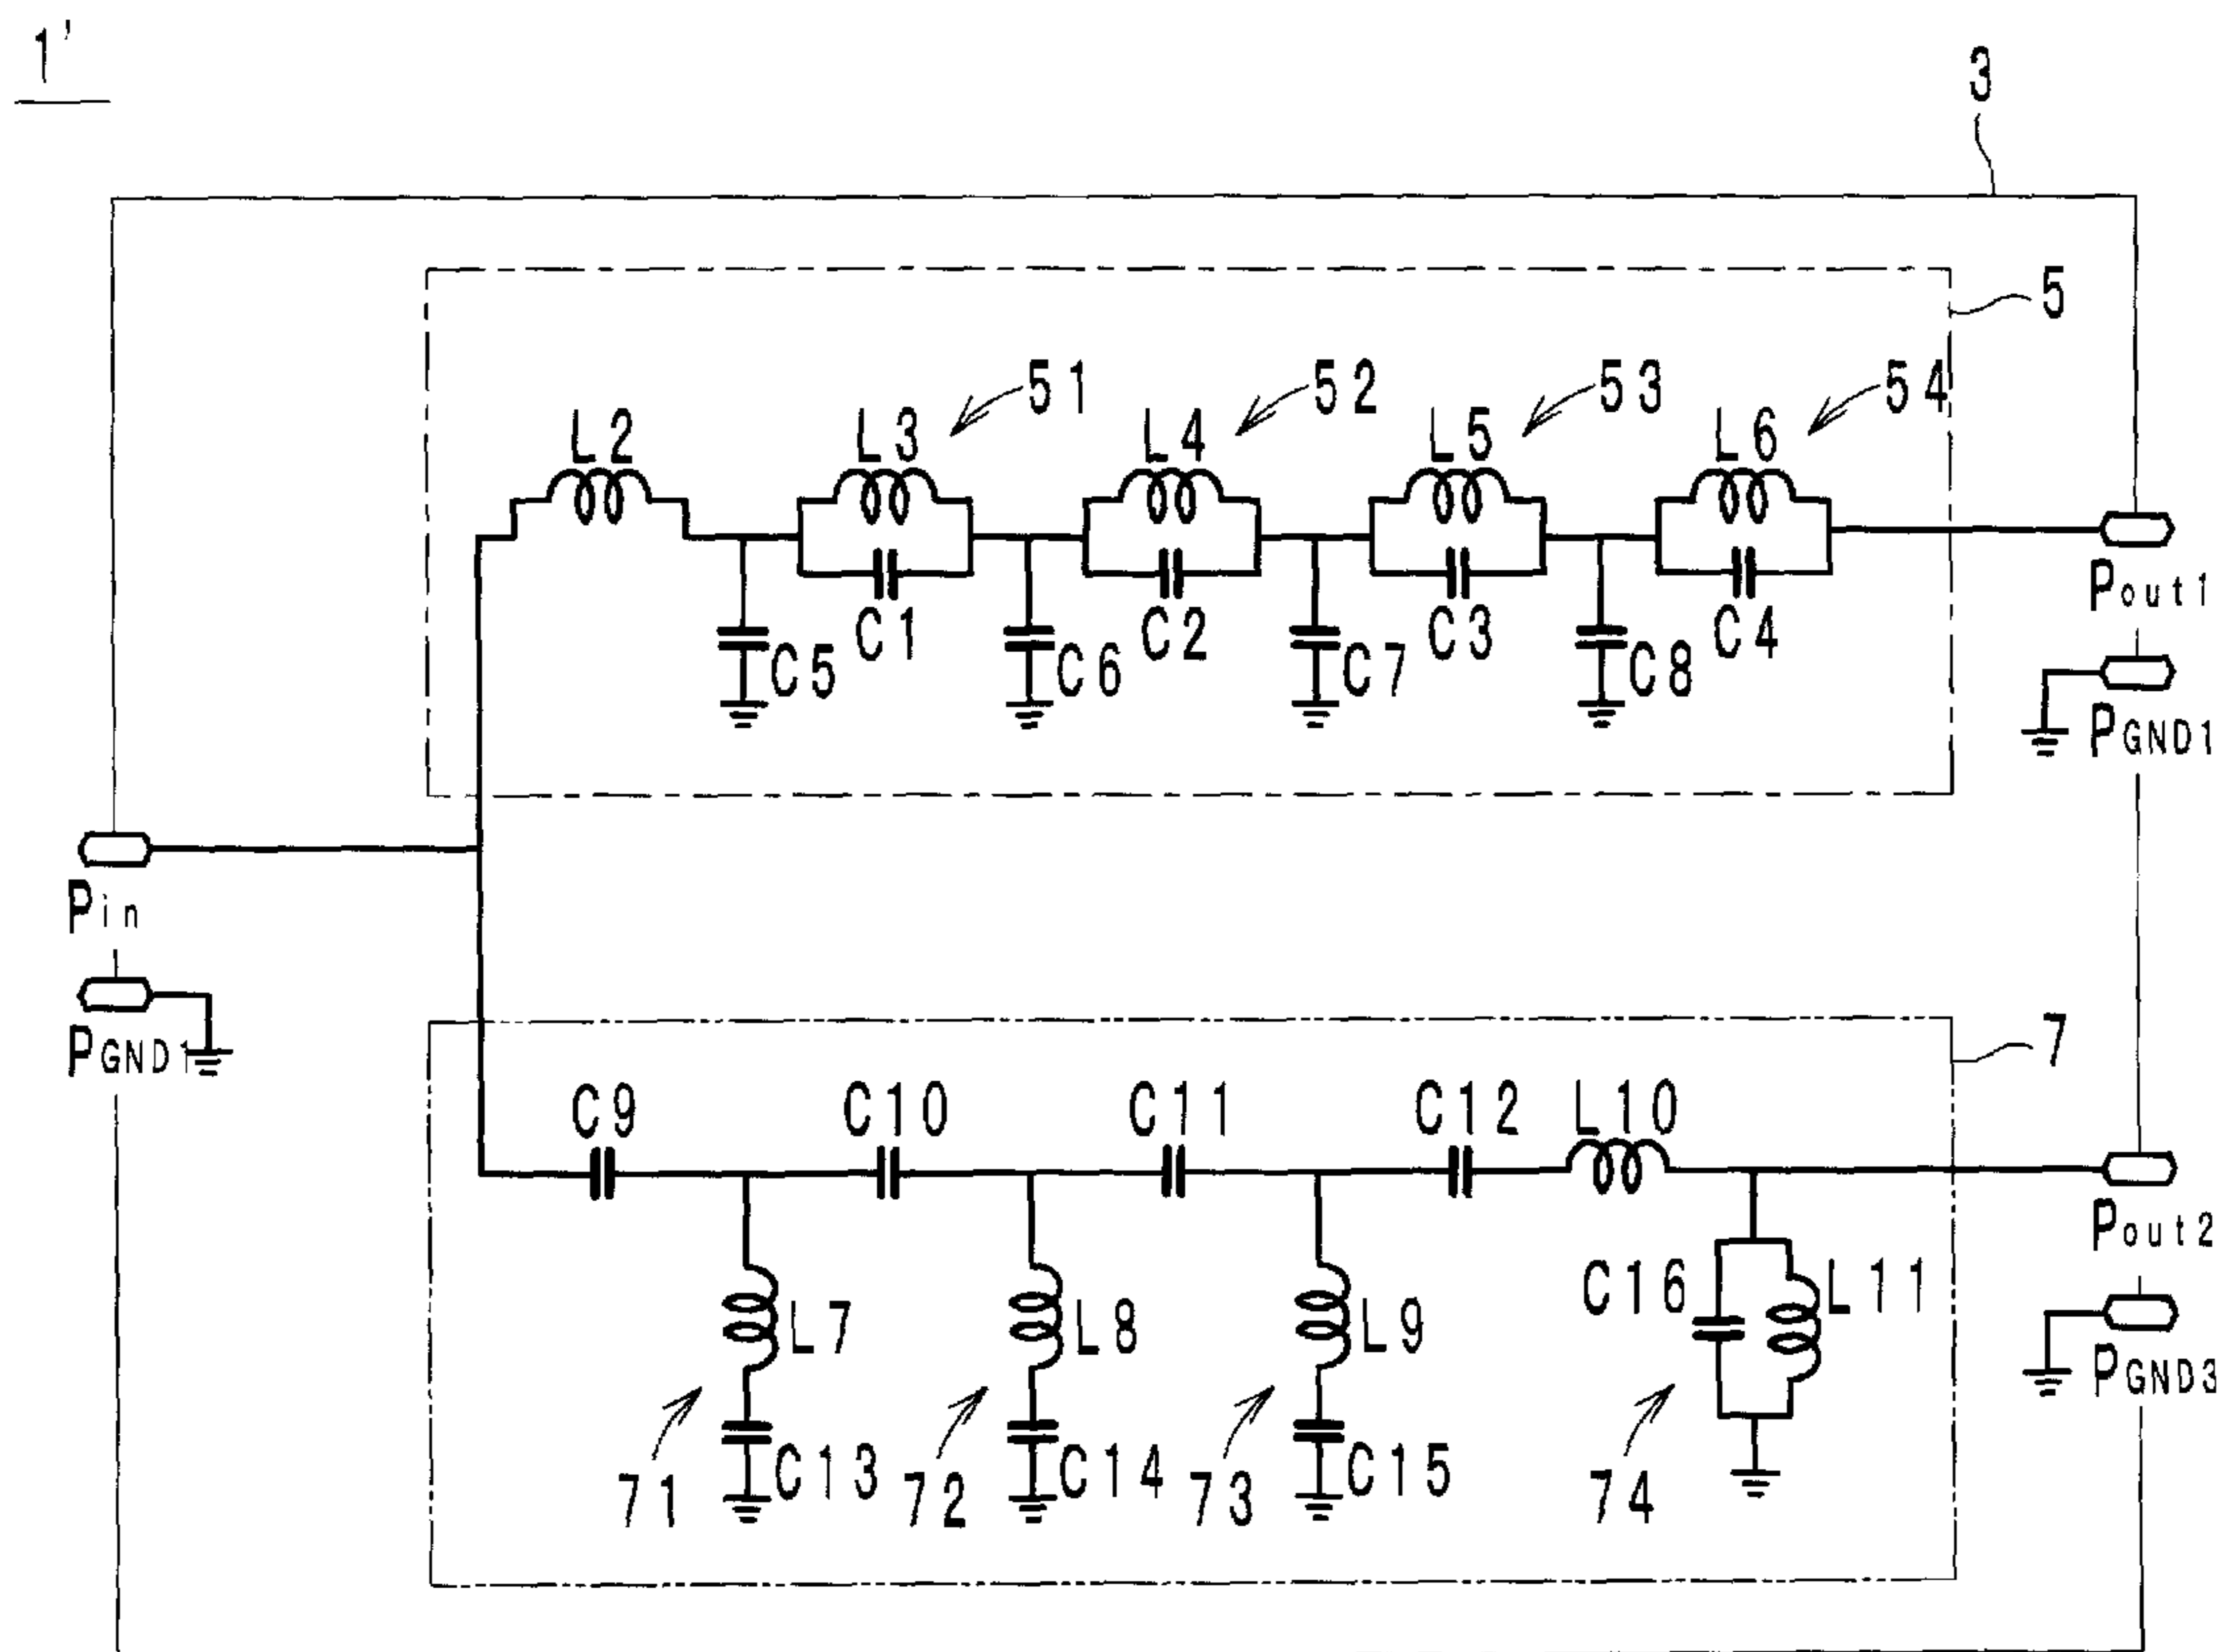 1'
3
5
51
52
53
54
L2
L3
L4
L5
L6
C1
C2
C3
C4
C5
C6
C7
C8
Pout1
PGND1
Pin
PGND1
7
C9
C10
C11
C12
L10
Pout2
C16
L11
L7
L8
L9
PGND3
71
C13
72
C14
73
C15
74